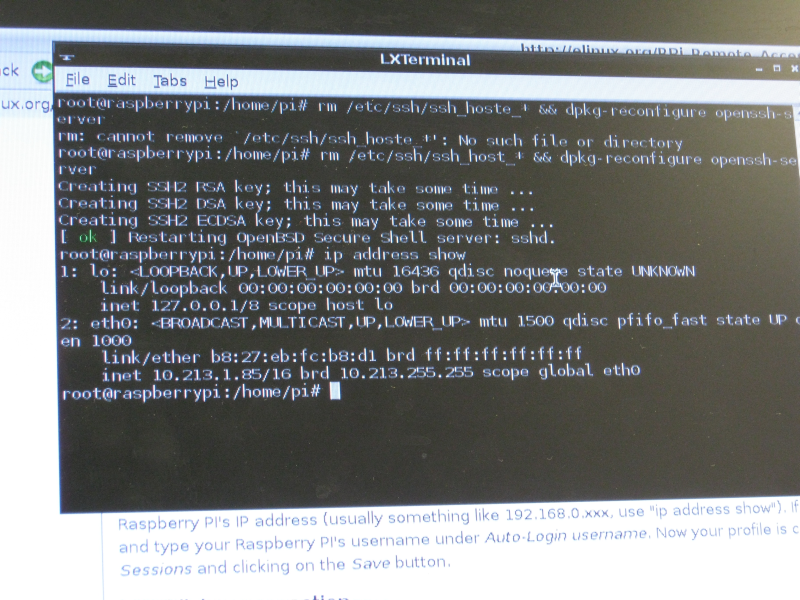 http://elinux.org/RPi_Remote_Acce
LXTerminal
ck
File Edit Tabs Help
ux.org/
root@raspberrypi:/home/pi# rm /etc/ssh/ssh_hoste_* && dpkg-reconfigure openssh-s
erver
rm: cannot remove `/etc/ssh/ssh_hoste_*': No such file or directory
root@raspberrypi:/home/pi# rm /etc/ssh/ssh_host_* && dpkg-reconfigure openssh-se
rver
Creating SSH2 RSA key; this may take some time ...
Creating SSH2 DSA key; this may take some time ...
Creating SSH2 ECDSA key; this may take some time ...
[ ok ] Restarting OpenBSD Secure Shell server: sshd.
root@raspberrypi:/home/pi# ip address show
1: lo: <LOOPBACK,UP,LOWER_UP> mtu 16436 qdisc noqueue state UNKNOWN
link/loopback 00:00:00:00:00:00 brd 00:00:00:00:00:00
inet 127.0.0.1/8 scope host lo
2: eth0: <BROADCAST,MULTICAST,UP,LOWER_UP> mtu 1500 qdisc pfifo_fast state UP q
en 1000
link/ether b8:27:eb:fc:b8:d1 brd ff:ff:ff:ff:ff:ff
inet 10.213.1.85/16 brd 10.213.255.255 scope global eth0
root@raspberrypi:/home/pi#
Raspberry PI's IP address (usually something like 192.168.0.xxx, use "ip address show"). If
and type your Raspberry PI's username under Auto-Login username. Now your profile is c
Sessions and clicking on the Save button.